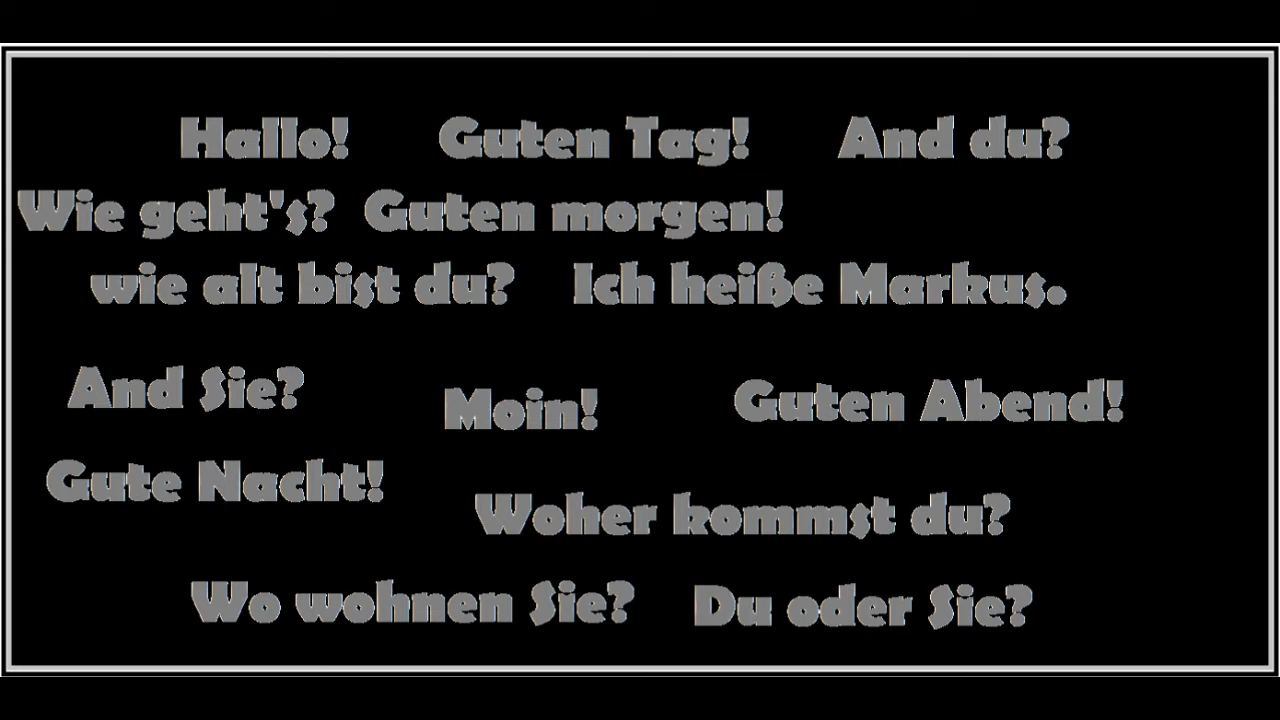 Hallo! Guten Tag! And du?
Wie geht's? Guten morgen!
wie alt bist du? Ich heiße Markus.
And Sie? Moin! Guten Abend!
Gute Nacht! Woher kommst du?
Wo wohnen Sie? Du oder Sie?